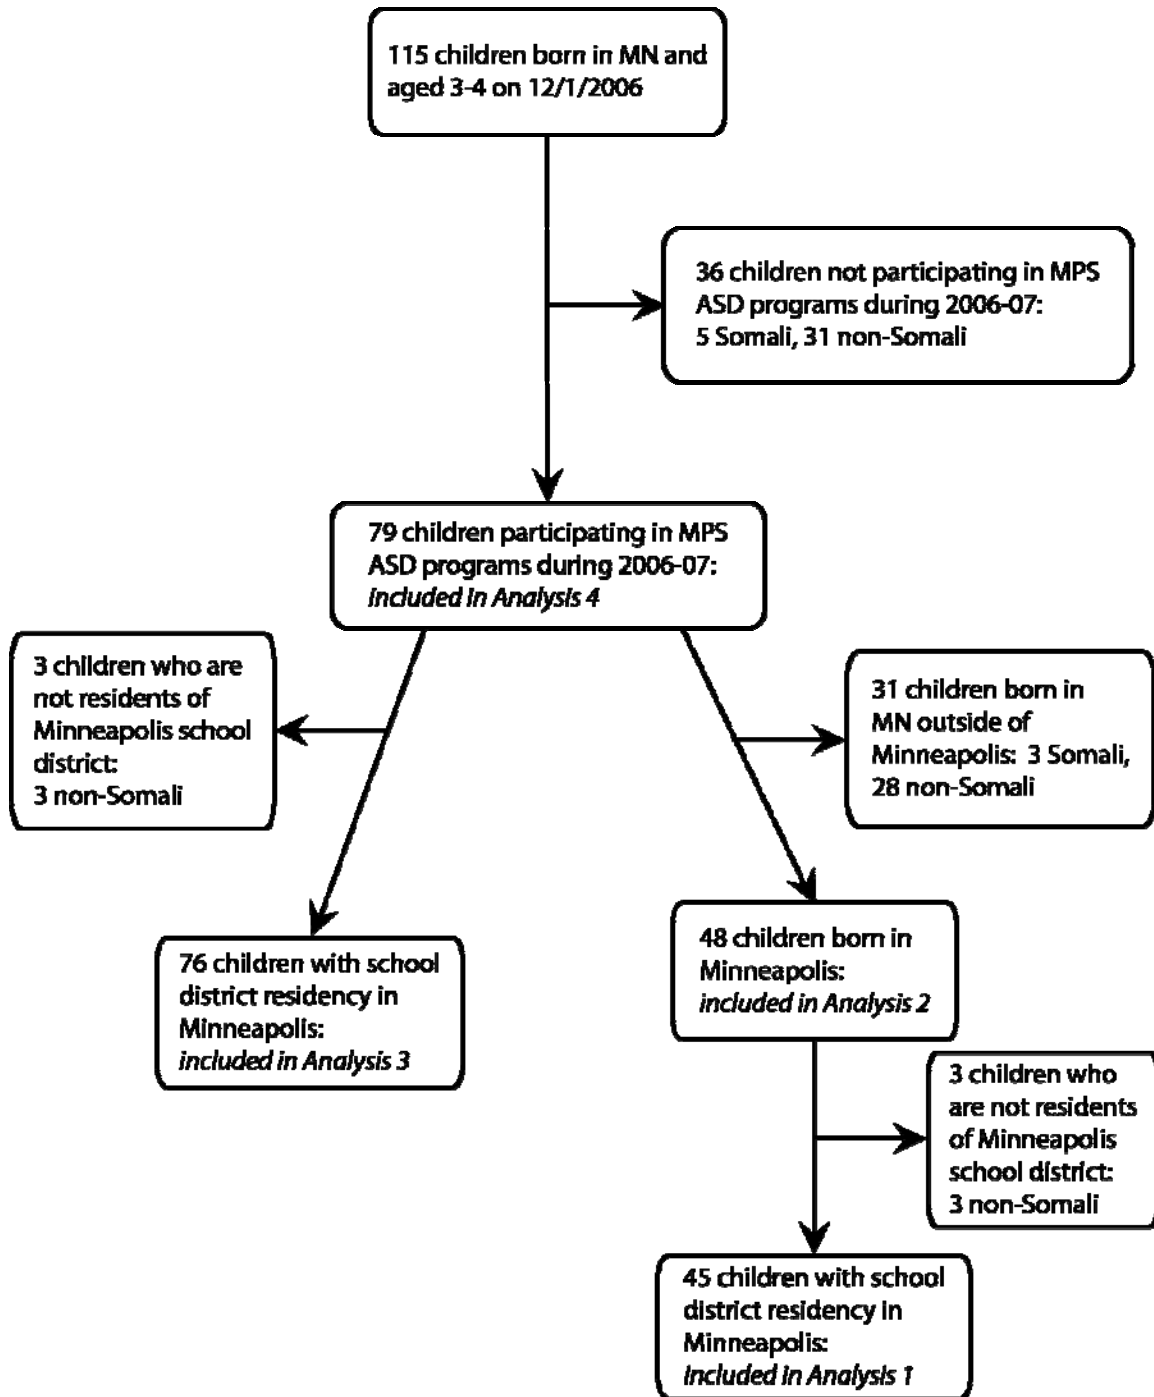 115 children born in MN and
aged 3-4 on 12/1/2006
36 children not participating in MPS
ASD programs during 2006-07:
5 Somali, 31 non-Somali
79 children participating in MPS
ASD programs during 2006-07:
included in Analysis 4
3 children who are
not residents of
Minneapolis school
district:
3 non-Somali
31 children born in
MN outside of
Minneapolis: 3 Somali,
28 non-Somali
76 children with school
district residency in
Minneapolis:
included in Analysis 3
48 children born in
Minneapolis:
included in Analysis 2
3 children who
are not residents
of Minneapolis
school district:
3 non-Somali
45 children with school
district residency in
Minneapolis:
included in Analysis 1